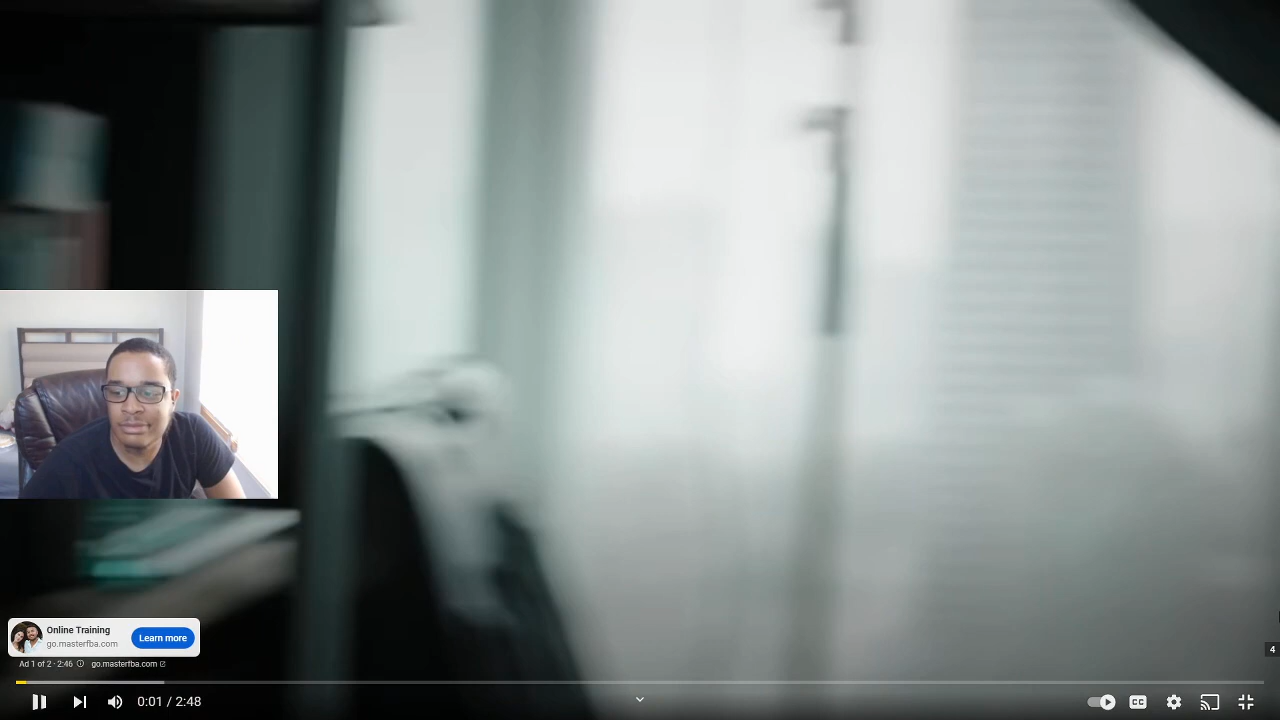 Online Training
go.masterfba.com
Learn more
Ad 1 of 2 · 2:46
go.masterfba.com
4
0:01 / 2:48
CC